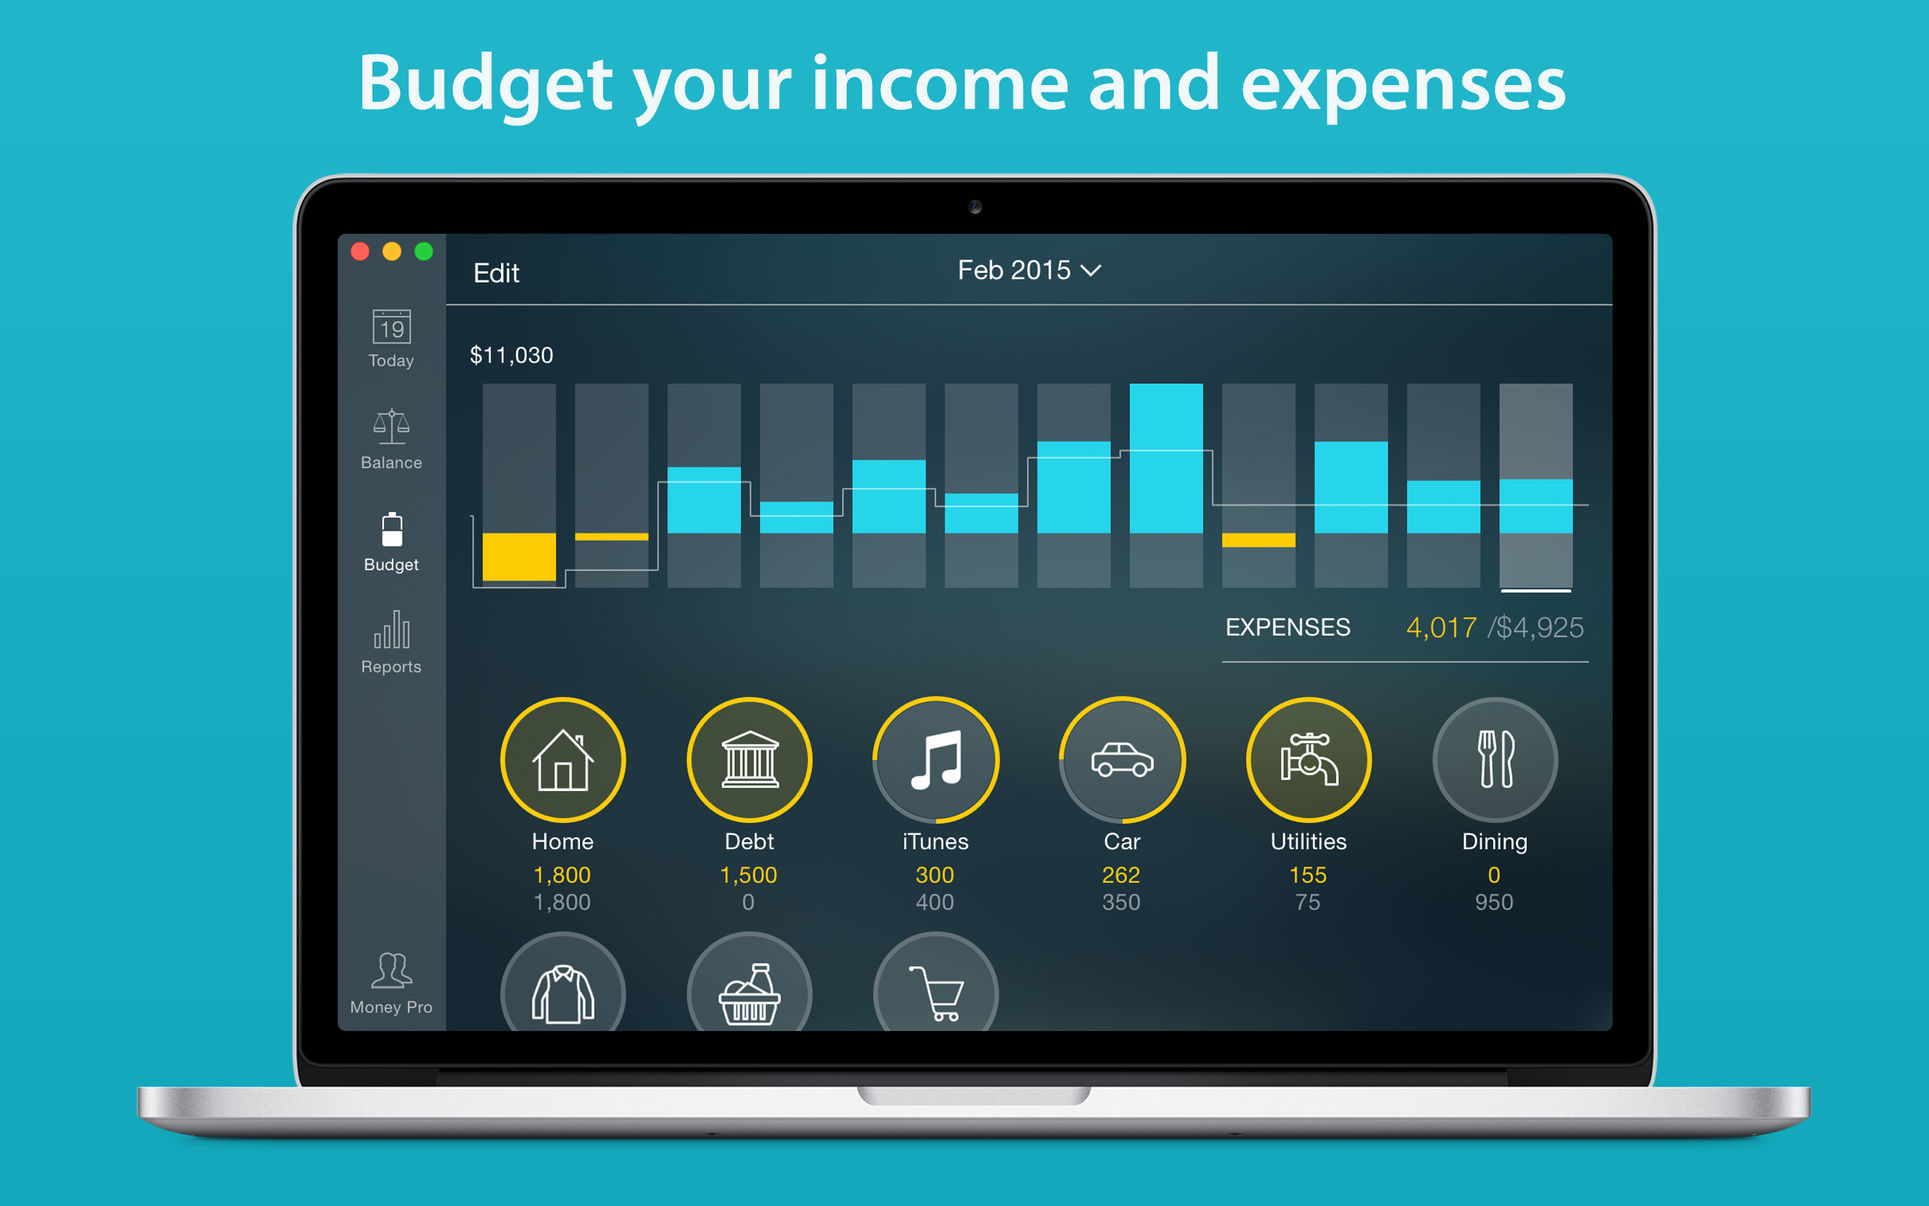 Budget your income and expenses
Edit
Feb 2015
19
Today
Balance
Budget
Reports
Money Pro
$11,030
EXPENSES 4,017 /$4,925
Home Debt iTunes Car Utilities Dining
1,800 1,500 300 262 155 0
1,800 0 400 350 75 950